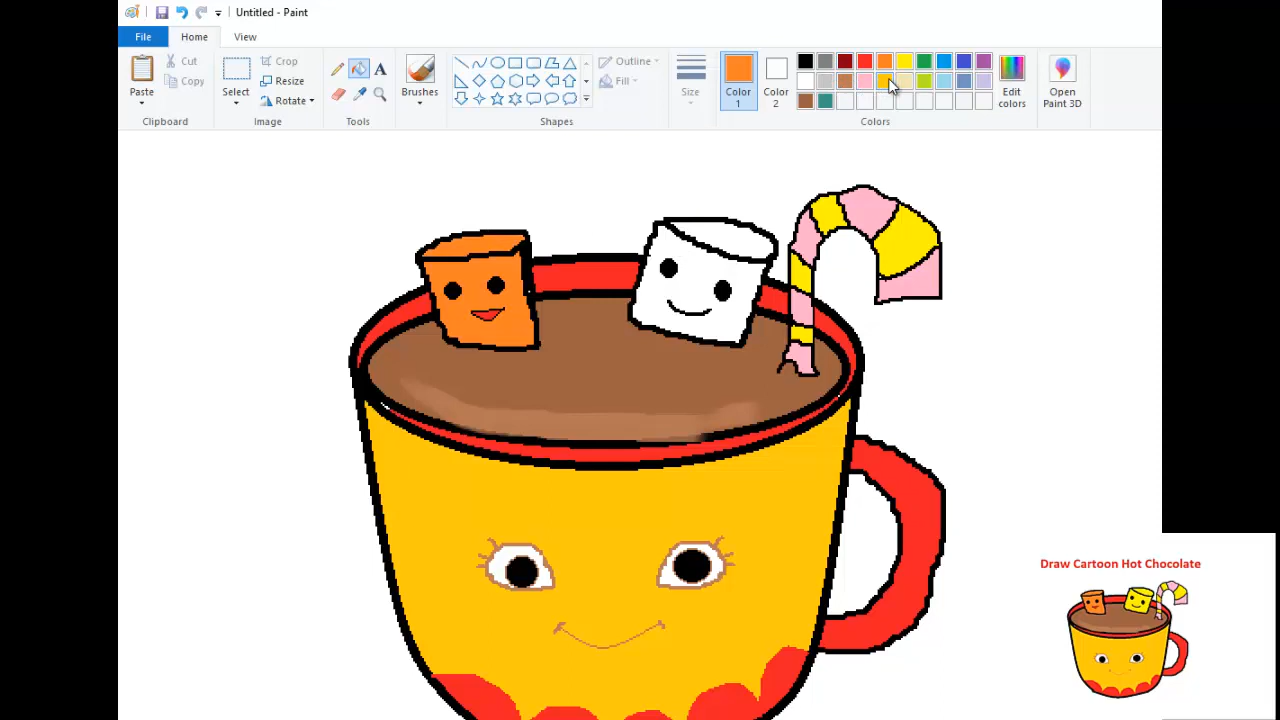 Untitled - Paint
File Home View
Paste Cut Copy
Select Crop Resize Rotate
A
Brushes
Outline Fill
Size
Color 1
Color 2
Edit colors
Open Paint 3D
Clipboard Image Tools Shapes Colors
Draw Cartoon Hot Chocolate